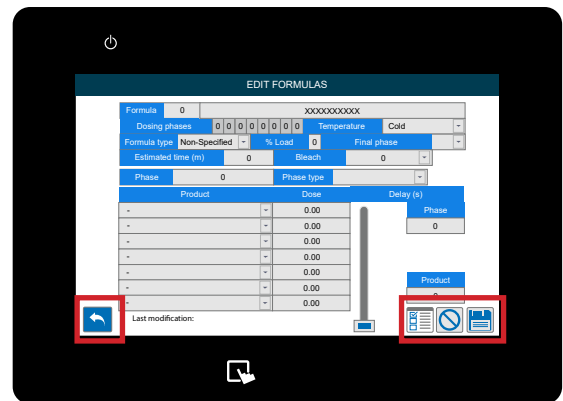 EDIT FORMULAS
Formula 0 XXXXXXXXXX
Dosing phases 0 0 0 0 0 0 0 0 Temperature Cold
Formula type Non-Specified % Load 0 Final phase
Estimated time (m) 0 Bleach 0
Phase 0 Phase type
Product Dose Delay (s)
- 0.00 Phase
- 0.00 0
- 0.00
- 0.00
- 0.00 Product
- 0.00
- 0.00
Last modification: